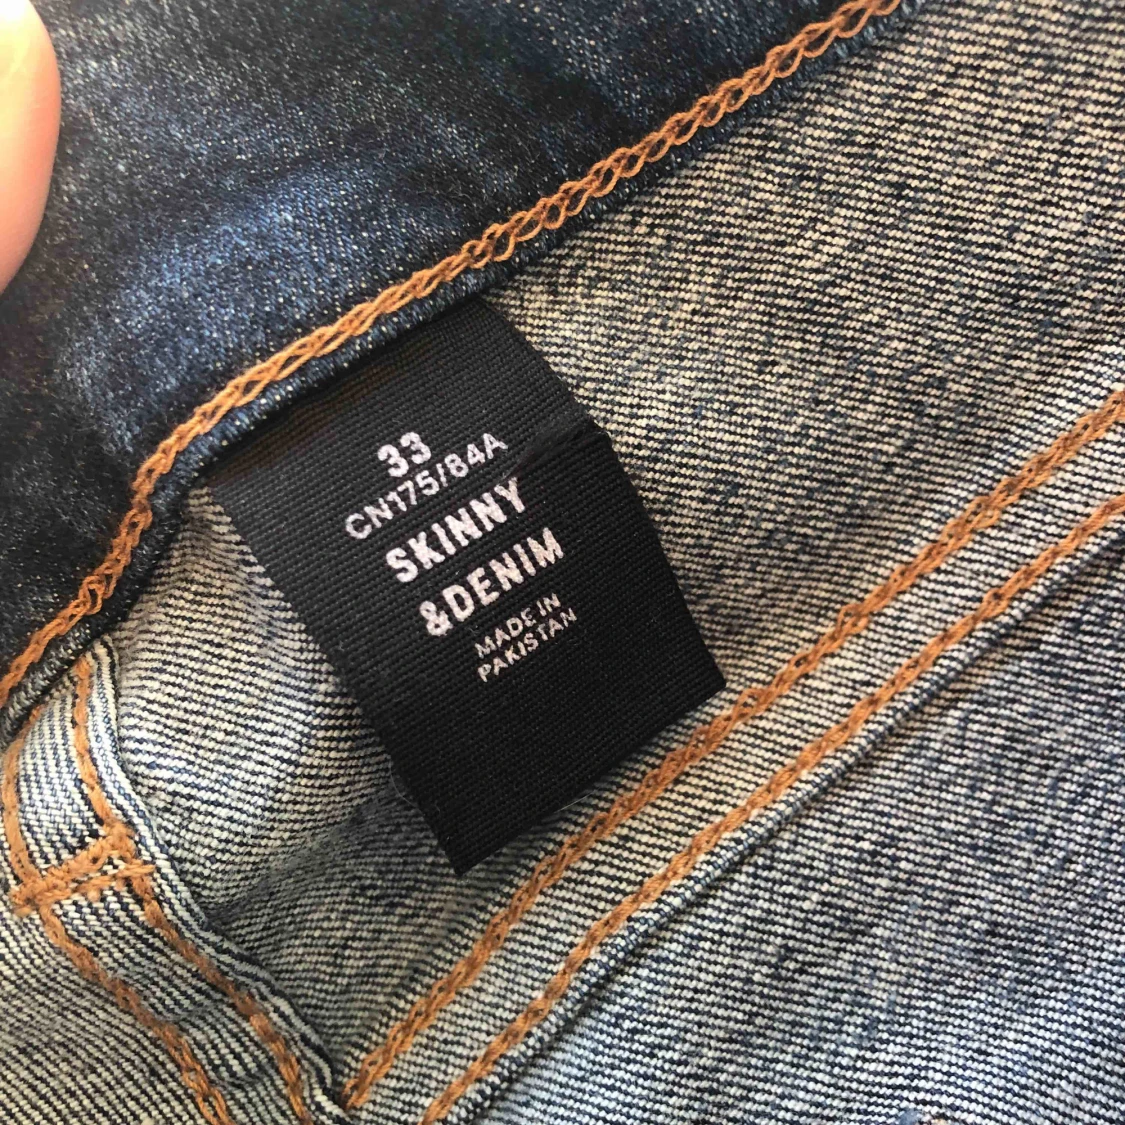 33
CN175/84A
SKINNY
&DENIM
MADE IN
PAKISTAN